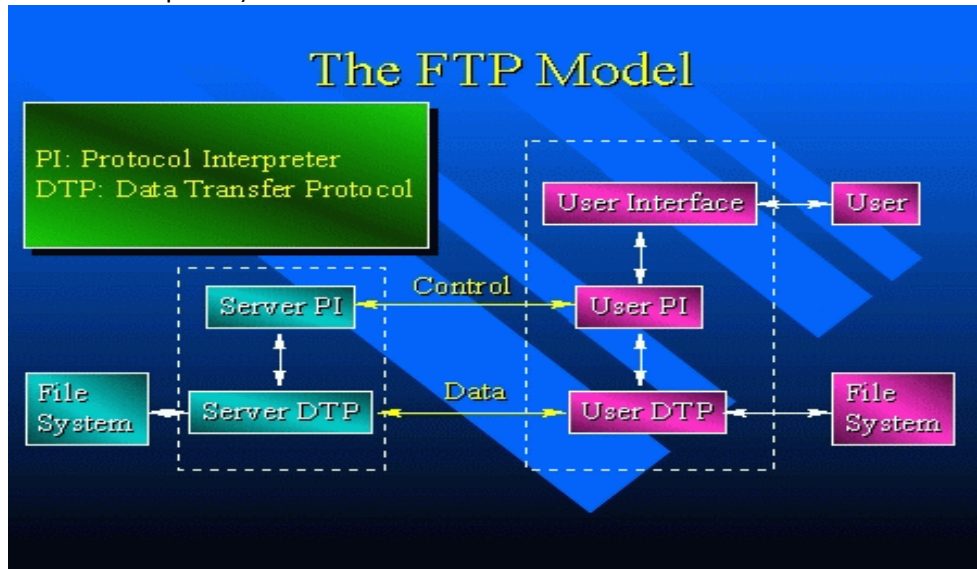 The FTP Model
PI: Protocol Interpreter
DTP: Data Transfer Protocol
User Interface
User
Control
Server PI
User PI
Data
File
System
Server DTP
User DTP
File
System